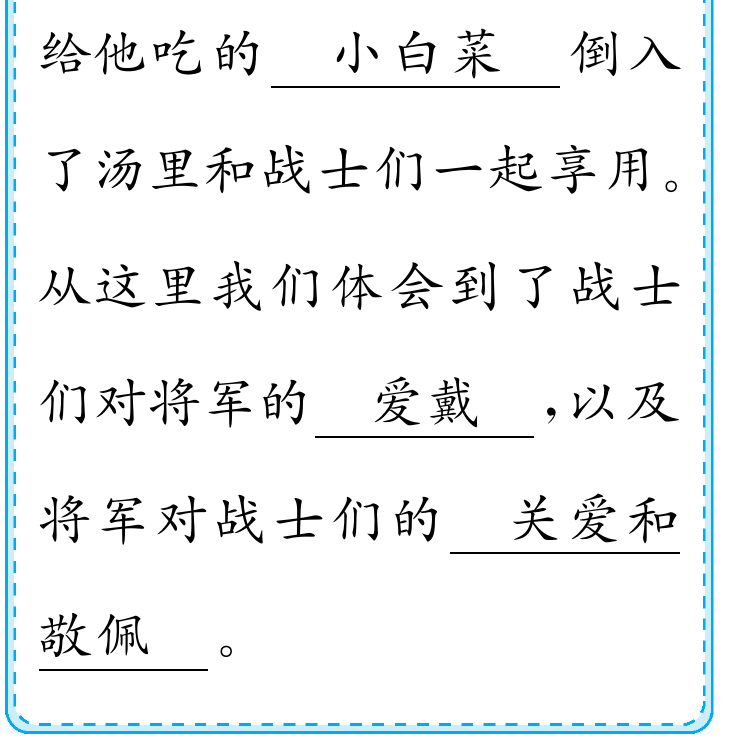 给他吃的 小白菜 倒入
了汤里和战士们一起享用。
从这里我们体会到了战士
们对将军的 爱戴 ,以及
将军对战士们的 关爱和
敬佩 。